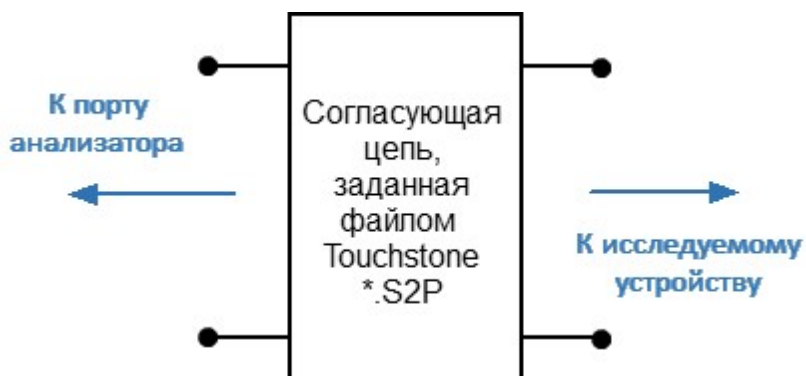 К порту
анализатора
Согласующая
цепь,
заданная
файлом
Touchstone
*.S2P
К исследуемому
устройству